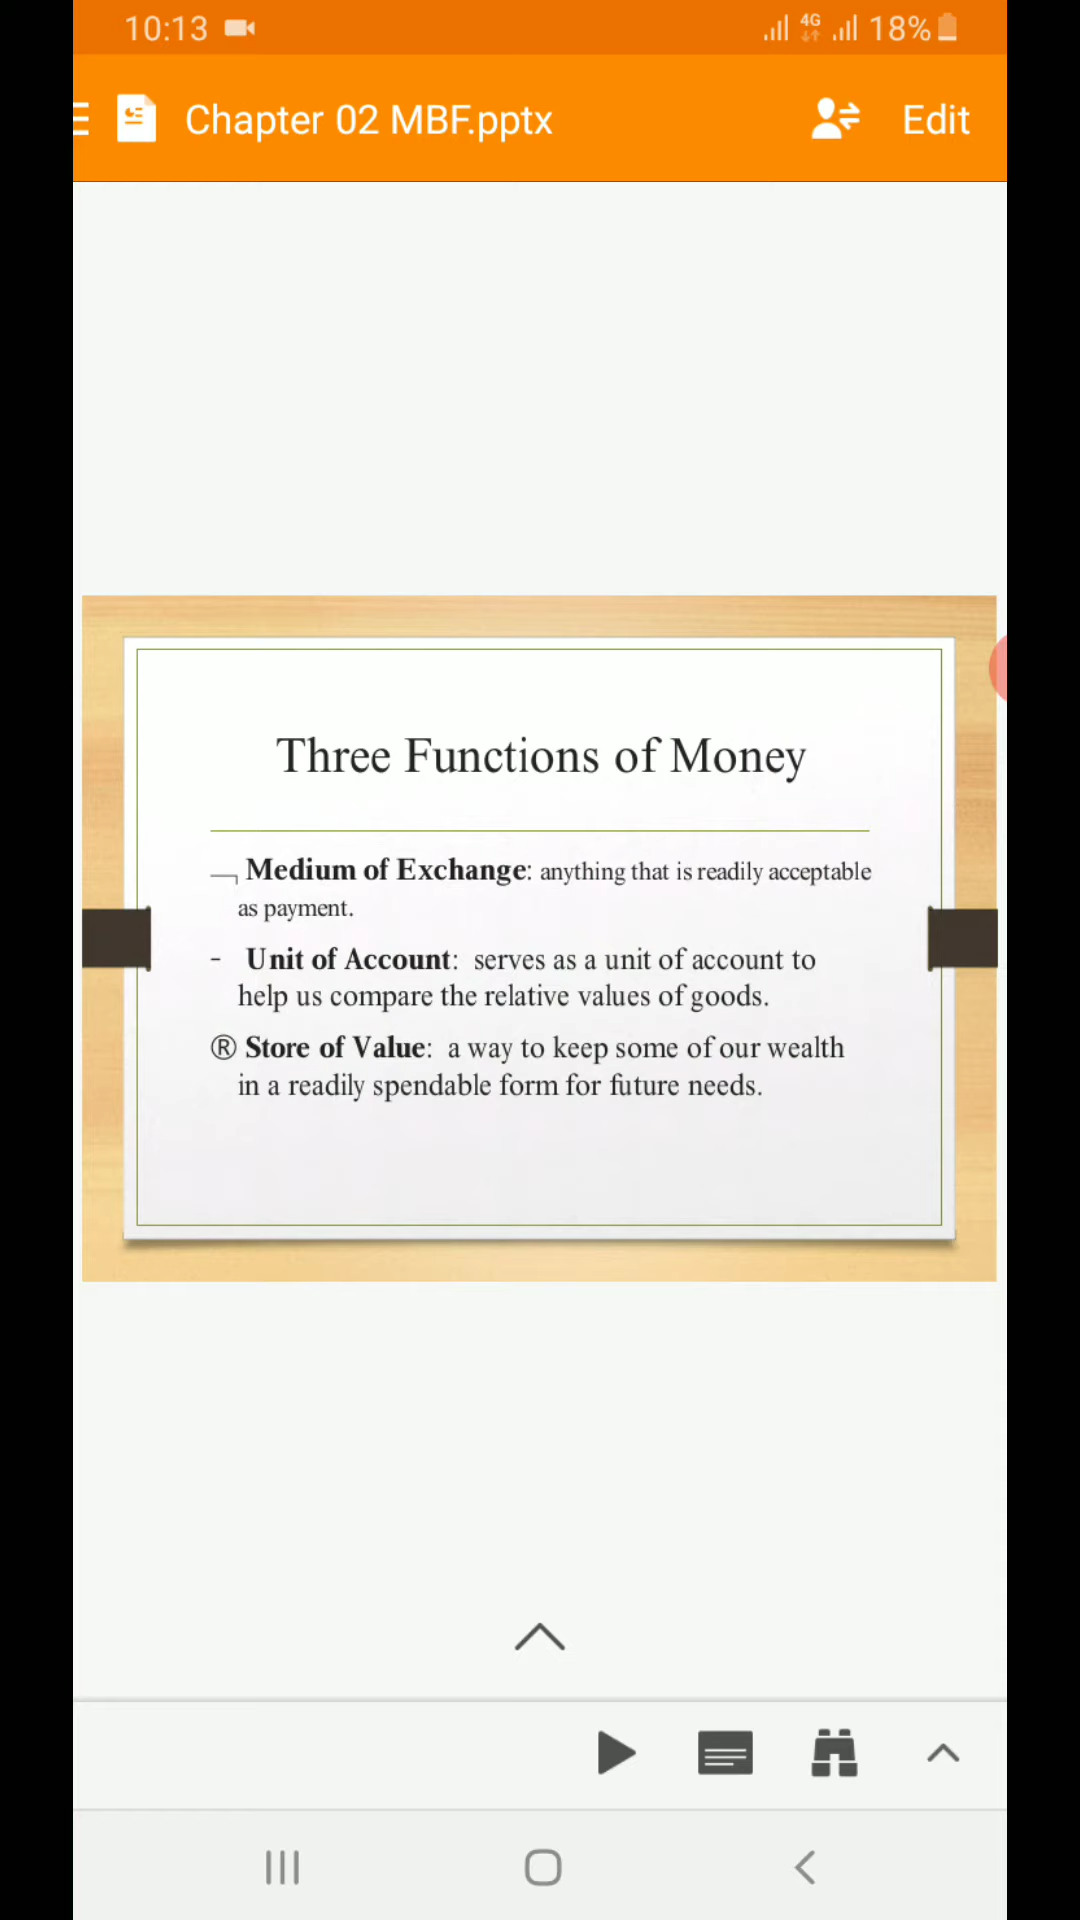 10:13 4G 18%
Chapter 02 MBF.pptx Edit
Three Functions of Money
Medium of Exchange: anything that is readily acceptable
as payment.
- Unit of Account: serves as a unit of account to
help us compare the relative values of goods.
® Store of Value: a way to keep some of our wealth
in a readily spendable form for future needs.